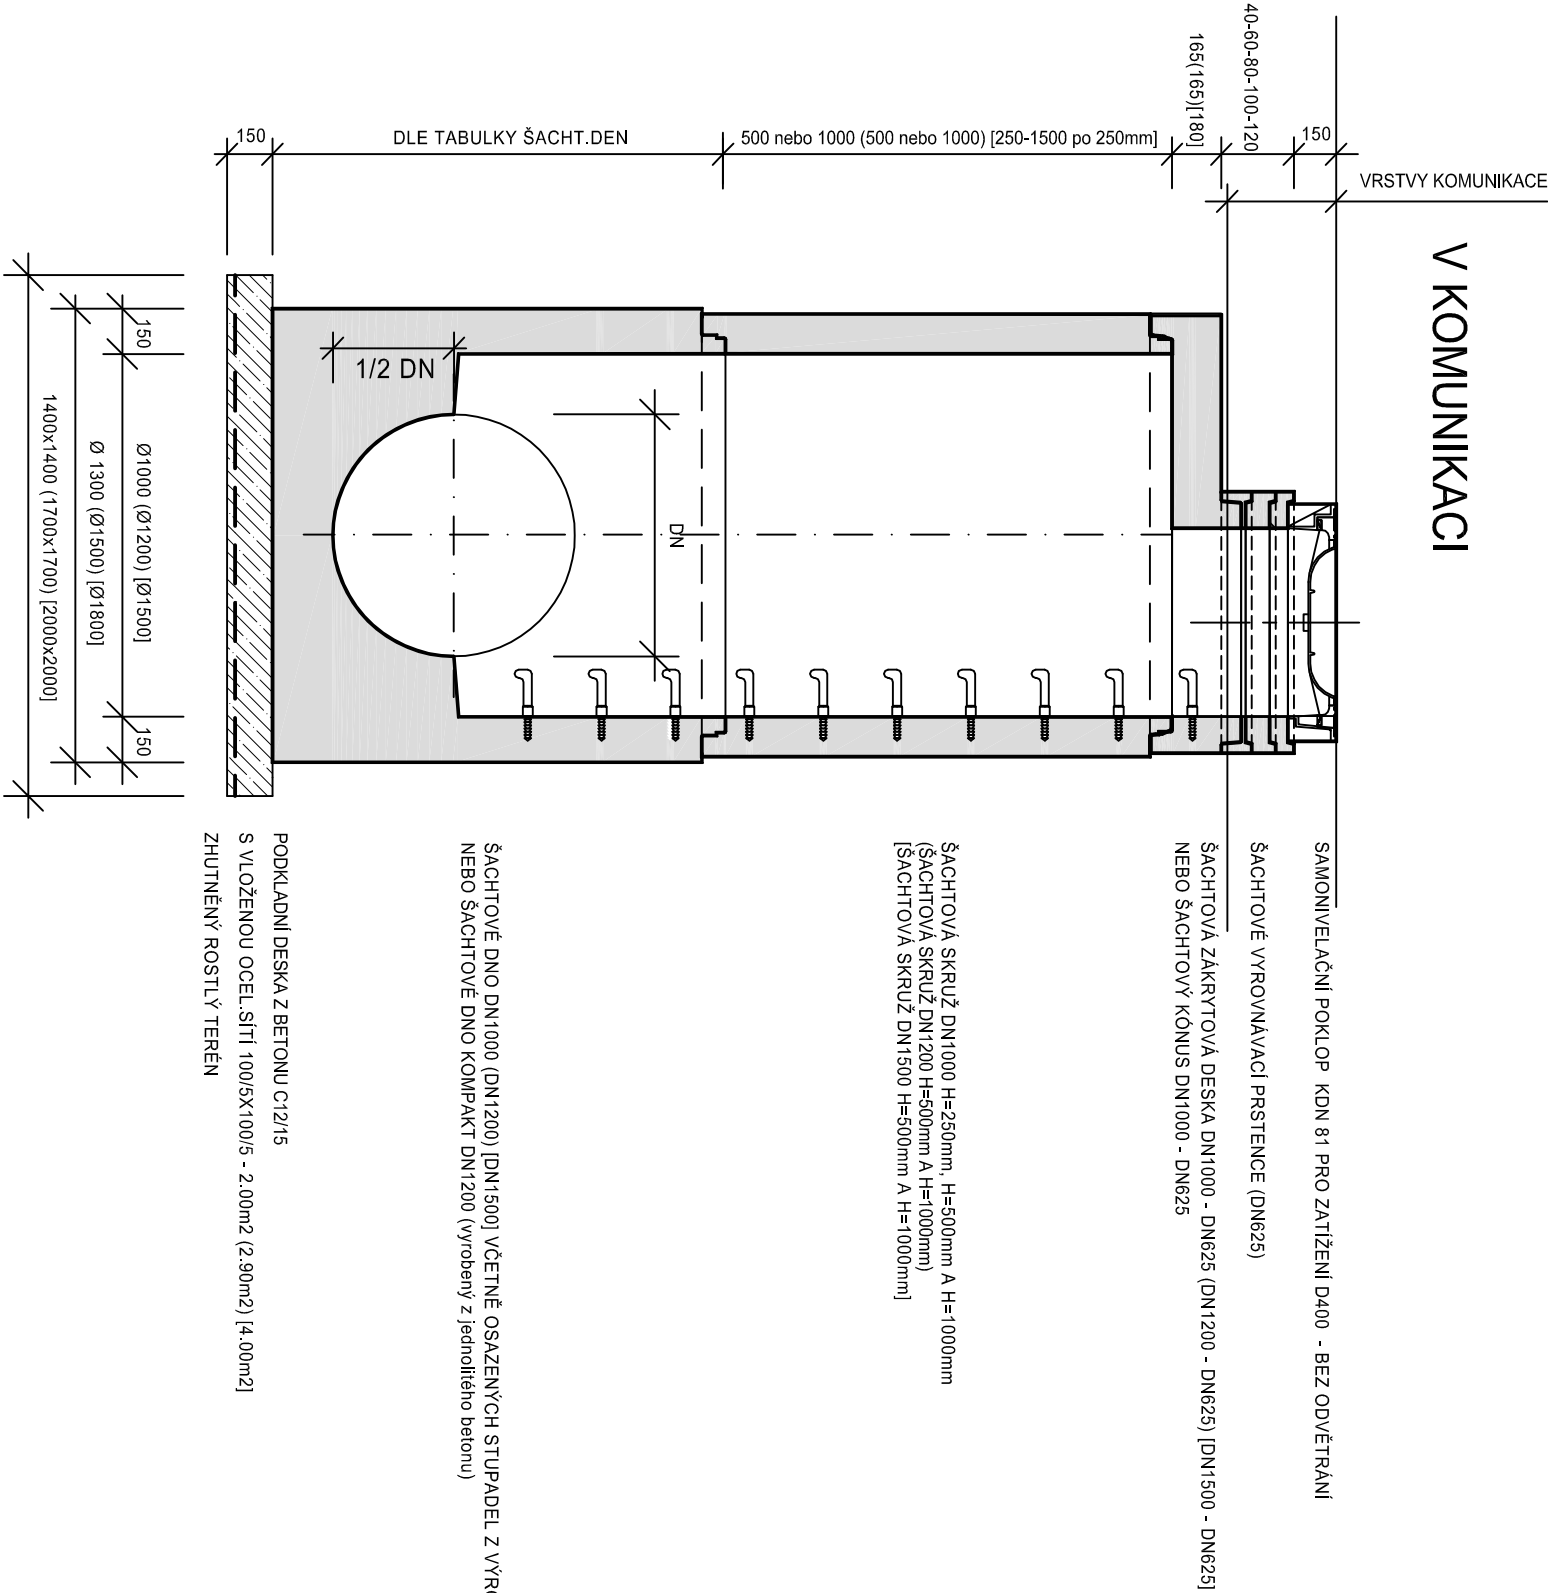 V KOMUNIKACI
VRSTVY KOMUNIKACE
150
40-60-80-100-120
165(165)[180]
500 nebo 1000 (500 nebo 1000) [250-1500 po 250mm]
DLE TABULKY ŠACHT.DEN
150
SAMONIVELAČNÍ POKLOP KDN 81 PRO ZATÍŽENÍ D400 - BEZ ODVĚTRÁNÍ
ŠACHTOVÉ VYROVNÁVACÍ PRSTENCE (DN625)
ŠACHTOVÁ ZÁKRYTOVÁ DESKA DN1000 - DN625 (DN1200 - DN625) [DN1500 - DN625]
NEBO ŠACHTOVÝ KÓNUS DN1000 - DN625
ŠACHTOVÁ SKRUŽ DN1000 H=250mm, H=500mm A H=1000mm
(ŠACHTOVÁ SKRUŽ DN1200 H=500mm A H=1000mm)
[ŠACHTOVÁ SKRUŽ DN1500 H=500mm A H=1000mm]
DN
1/2 DN
ŠACHTOVÉ DNO DN1000 (DN1200) [DN1500] VČETNĚ OSAZENÝCH STUPADEL Z
NEBO ŠACHTOVÉ DNO KOMPAKT DN1200 (vyrobený z jednolitého betonu)
PODKLADNÍ DESKA Z BETONU C12/15
S VLOŽENOU OCEL.SÍTÍ 100/5X100/5 - 2.00m2 (2.90m2) [4.00m2]
ZHUTNĚNÝ ROSTLÝ TERÉN
150
Ø1000 (Ø1200) [Ø1500]
150
Ø 1300 (Ø1500) [Ø1800]
1400x1400 (1700x1700) [2000x2000]